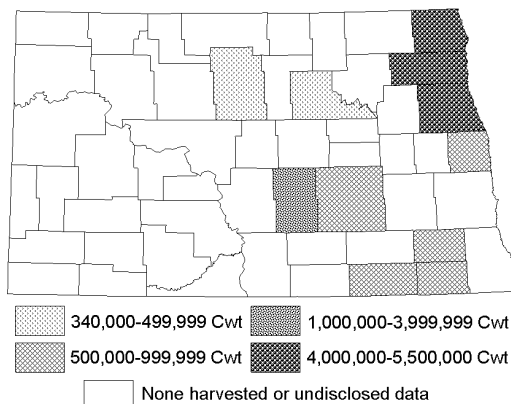 340,000-499,999 Cwt
1,000,000-3,999,999 Cwt
500,000-999,999 Cwt
4,000,000-5,500,000 Cwt
None harvested or undisclosed data